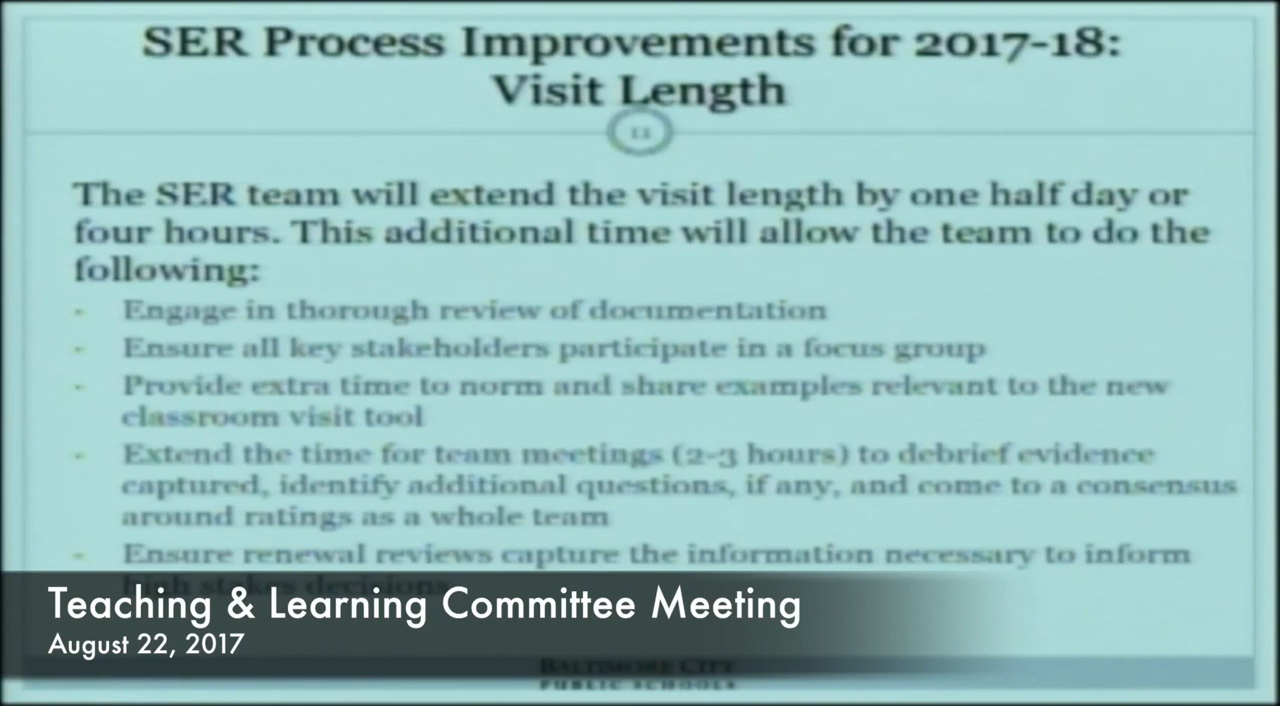 SER Process Improvements for 2017-18:
Visit Length
11
The SER team will extend the visit length by one half day or
four hours. This additional time will allow the team to do the
following:
- Engage in thorough review of documentation
- Ensure all key stakeholders participate in a focus group
- Provide extra time to norm and share examples relevant to the new
classroom visit tool
- Extend the time for team meetings (2-3 hours) to debrief evidence
captured, identify additional questions, if any, and come to a consensus
around ratings as a whole team
- Ensure renewal reviews capture the information necessary to inform
high stakes decisions
Teaching & Learning Committee Meeting
August 22, 2017
BALTIMORE CITY
PUBLIC SCHOOLS